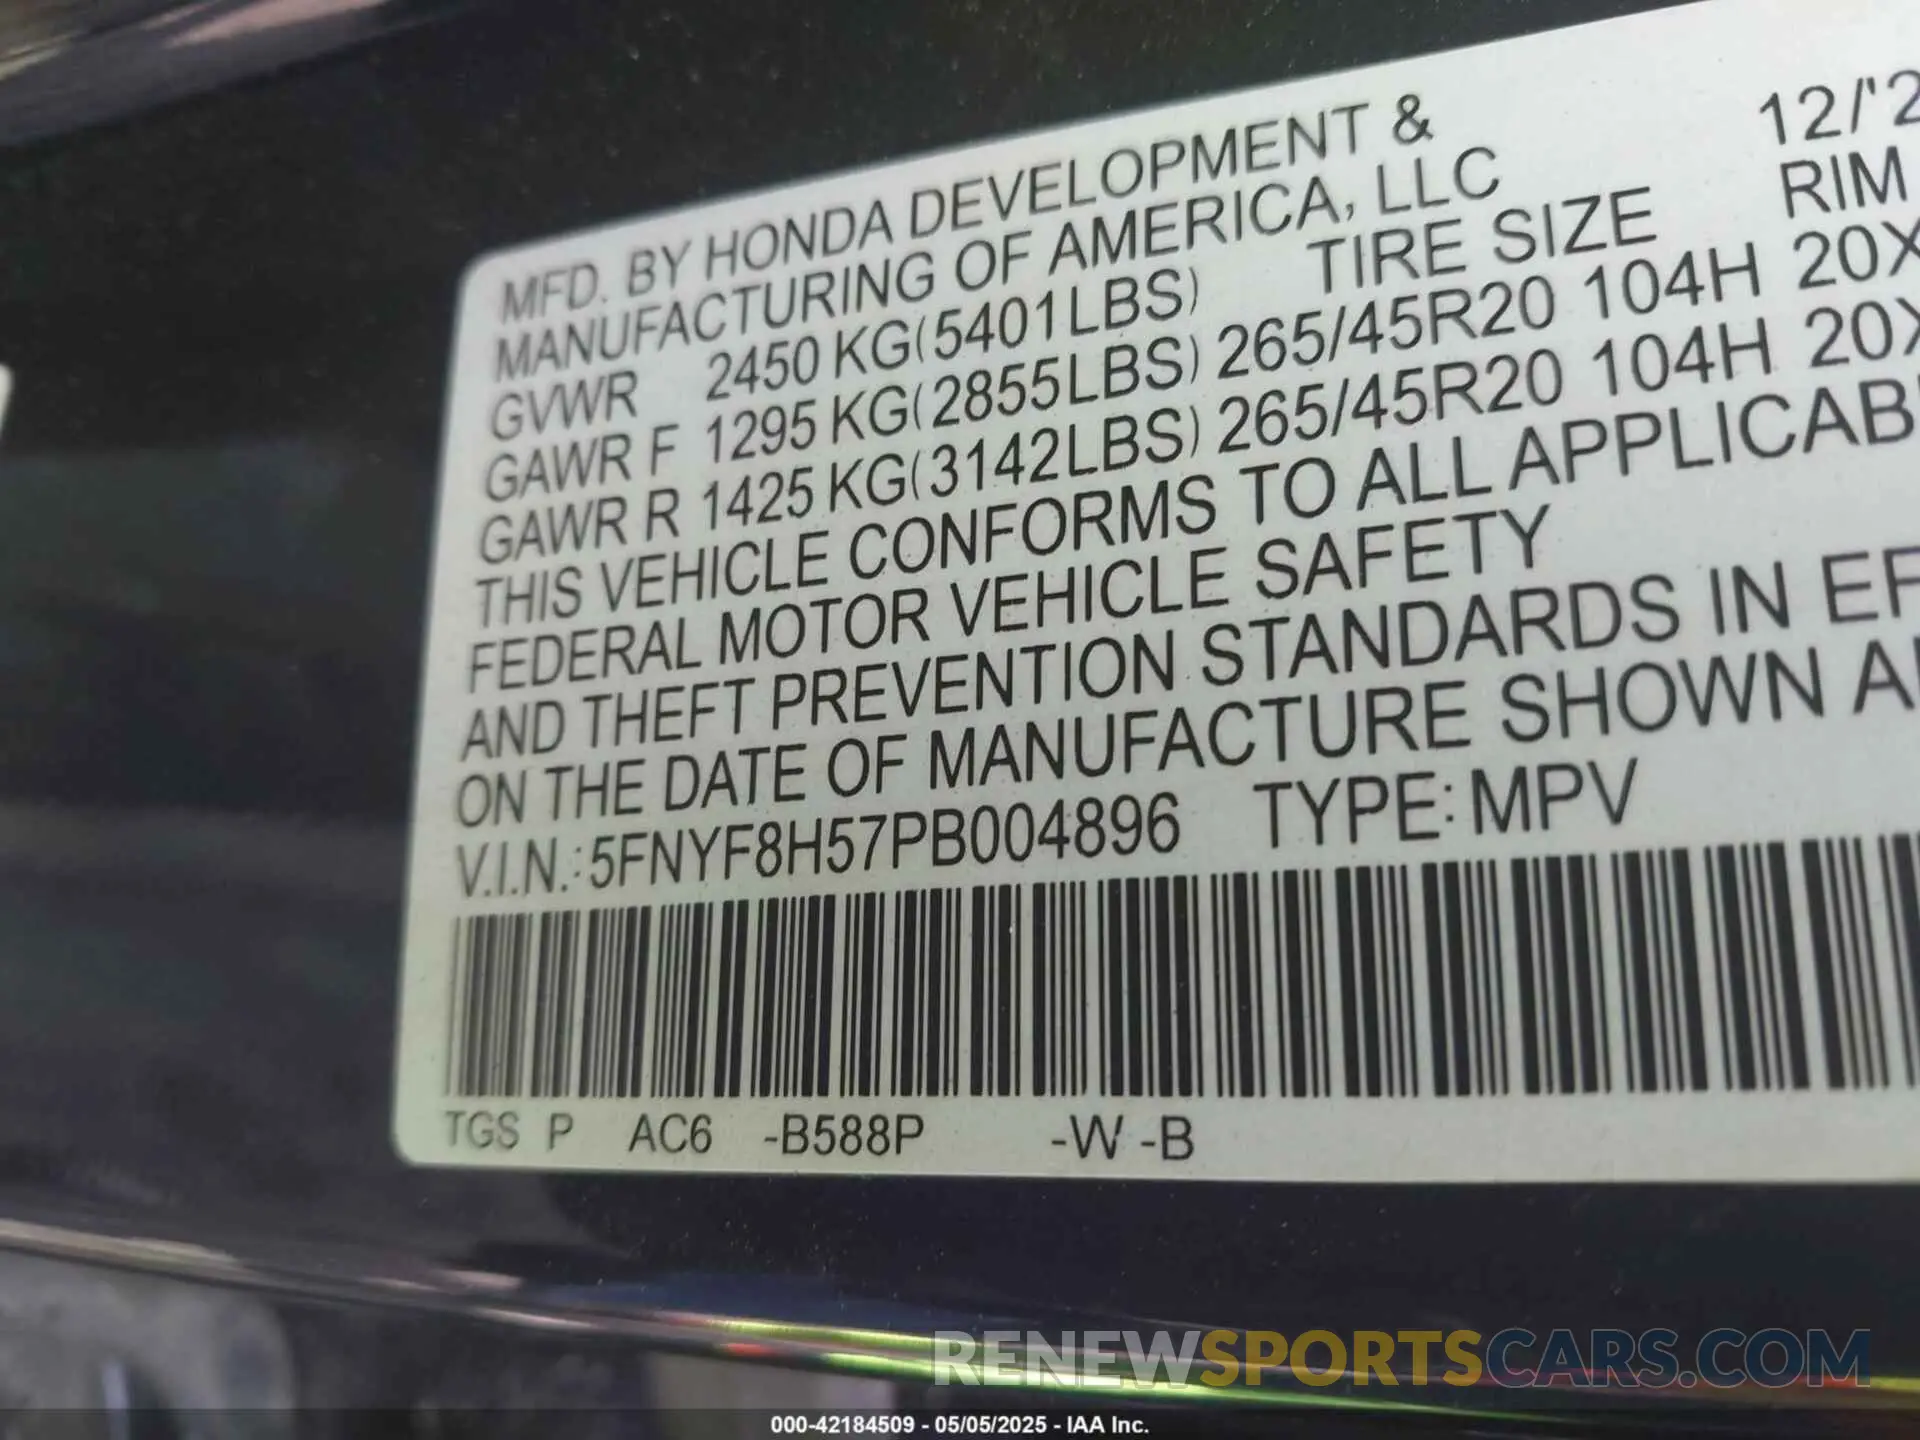 MFD. BY HONDA DEVELOPMENT & 12/'2
MANUFACTURING OF AMERICA, LLC RIM
GVWR 2450 KG(5401LBS) TIRE SIZE
GAWR F 1295 KG(2855LBS) 265/45R20 104H 20X
GAWR R 1425 KG(3142LBS) 265/45R20 104H 20X
THIS VEHICLE CONFORMS TO ALL APPLICAB
FEDERAL MOTOR VEHICLE SAFETY
AND THEFT PREVENTION STANDARDS IN EF
ON THE DATE OF MANUFACTURE SHOWN A
V.I.N.:5FNYF8H57PB004896 TYPE:MPV
TGS P AC6 -B588P -W -B
RENEWSPORTSCARS.COM
000-42184509 - 05/05/2025 - IAA Inc.